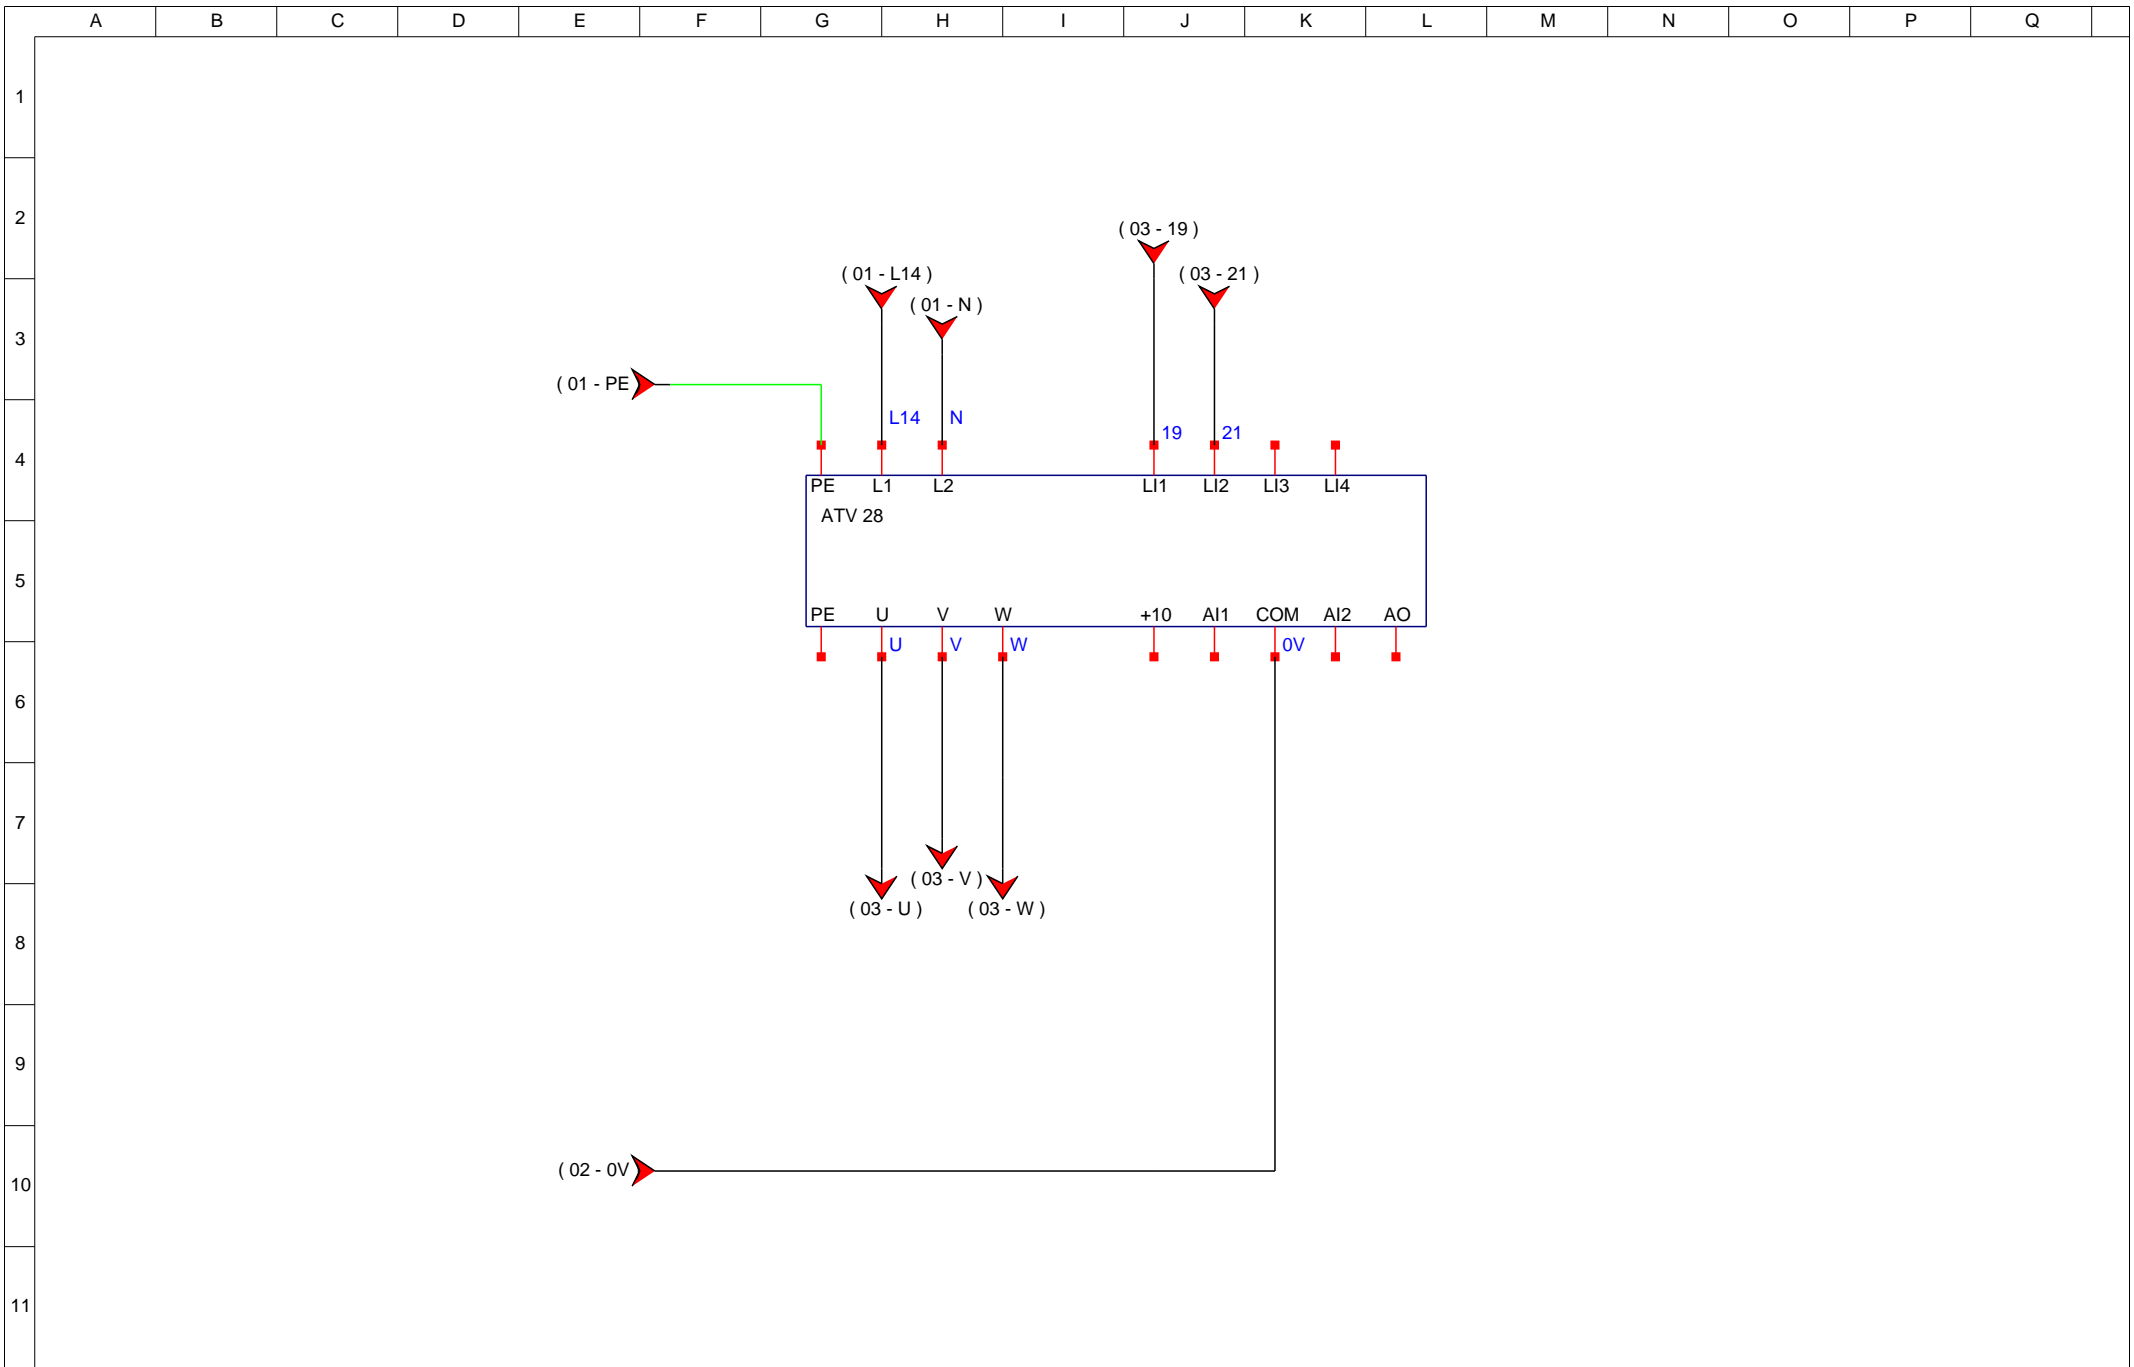 A B C D E F G H I J K L M N O P Q
1
2
( 03 - 19 )
( 01 - L14 ) ( 03 - 21 )
( 01 - N )
3
( 01 - PE
L14 N 19 21
4
PE L1 L2 LI1 LI2 LI3 LI4
ATV 28
5
PE U V W +10 AI1 COM AI2 AO
U V W 0V
6
7
( 03 - V )
( 03 - U ) ( 03 - W )
8
9
( 02 - 0V
10
11